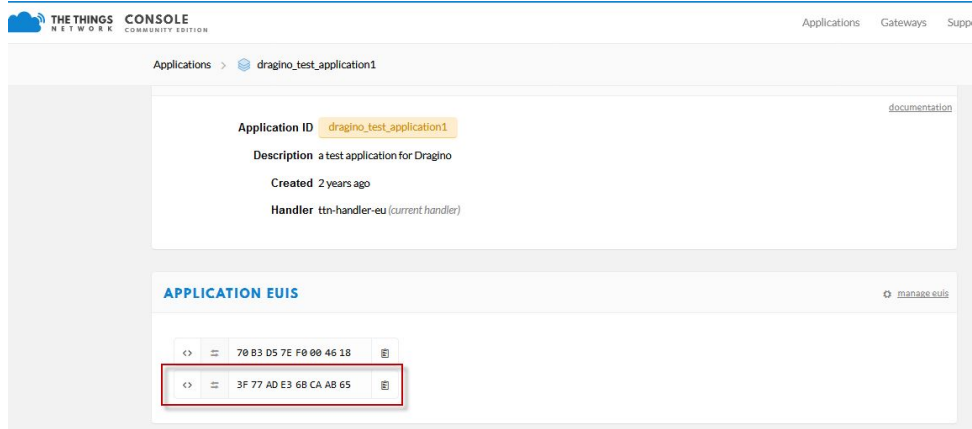 THE THINGS NETWORK CONSOLE COMMUNITY EDITION
Applications Gateways Suppo
Applications > dragino_test_application1
documentation
Application ID dragino_test_application1
Description a test application for Dragino
Created 2 years ago
Handler ttn-handler-eu (current handler)
APPLICATION EUIS
manage euis
<> 70 B3 D5 7E F0 00 46 18
<> 3F 77 AD E3 6B CA AB 65